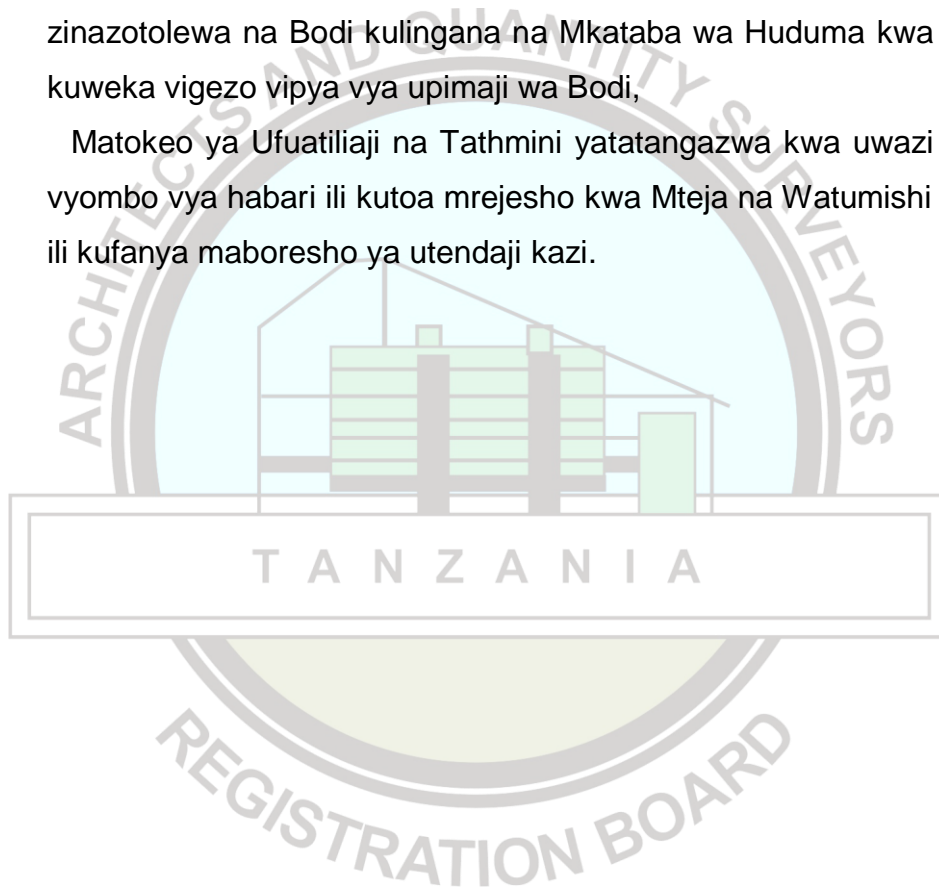 zinazotolewa na Bodi kulingana na Mkataba wa Huduma kwa
kuweka vigezo vipya vya upimaji wa Bodi,
Matokeo ya Ufuatiliaji na Tathmini yatatangazwa kwa uwazi
vyombo vya habari ili kutoa mrejesho kwa Mteja na Watumishi
ili kufanya maboresho ya utendaji kazi.
ARCHITECTS AND QUANTITY SURVEYORS
TANZANIA
REGISTRATION BOARD